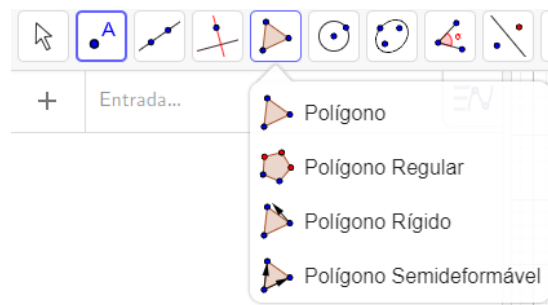 A
Entrada...
Polígono
Polígono Regular
Polígono Rígido
Polígono Semideformável